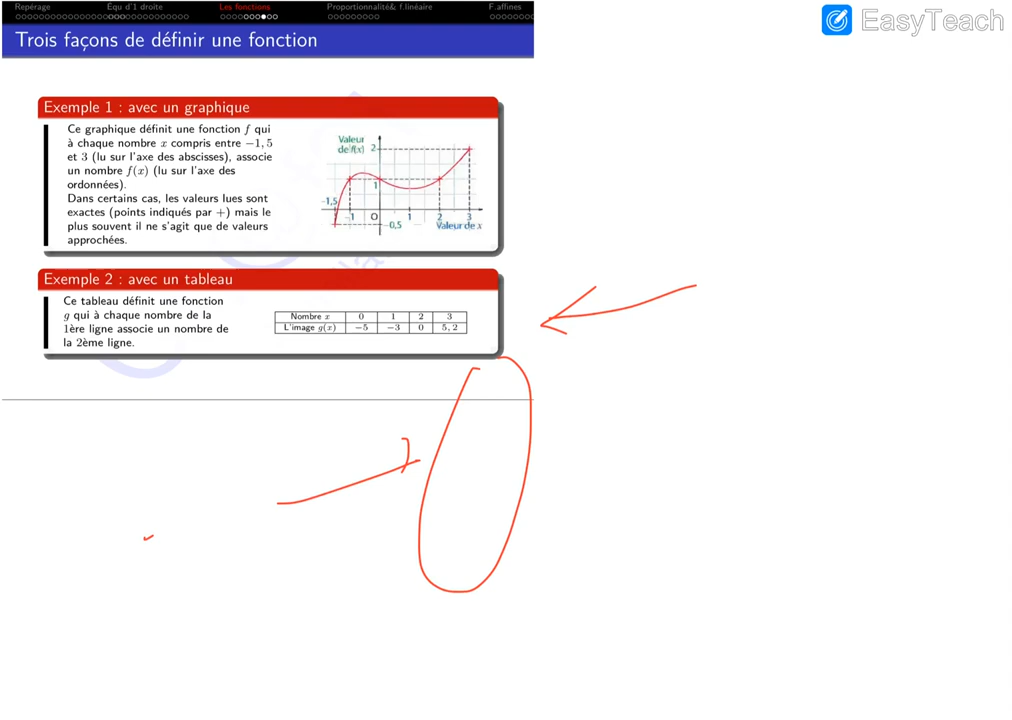 Repérage Équ d'1 droite Les fonctions Proportionnalité& f.linéaire F.affines
EasyTeach
Trois façons de définir une fonction
Exemple 1 : avec un graphique
Ce graphique définit une fonction f qui
à chaque nombre x compris entre −1, 5
et 3 (lu sur l'axe des abscisses), associe
un nombre f(x) (lu sur l'axe des
ordonnées).
Dans certains cas, les valeurs lues sont
exactes (points indiqués par +) mais le
plus souvent il ne s'agit que de valeurs
approchées.
Valeur
de f(x) 2
1
−1,5
−1 O 1 2 3
−0,5 Valeur de x
Exemple 2 : avec un tableau
Ce tableau définit une fonction
g qui à chaque nombre de la
1ère ligne associe un nombre de
la 2ème ligne.
Nombre x 0 1 2 3
L'image g(x) −5 −3 0 5, 2